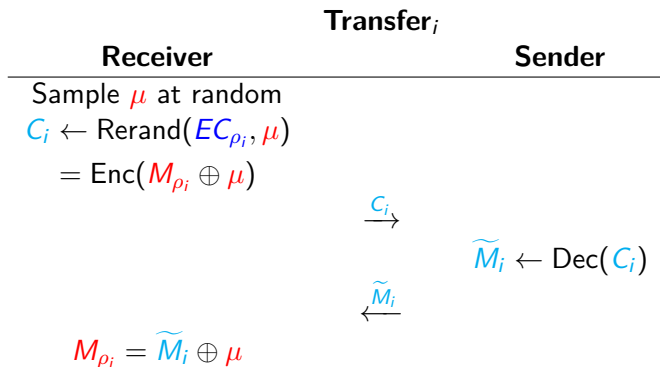 Transfer_i
Receiver Sender
Sample μ at random
C_i ← Rerand(EC_{ρ_i}, μ)
= Enc(M_{ρ_i} ⊕ μ)
C_i
→
M̃_i ← Dec(C_i)
M̃_i
←
M_{ρ_i} = M̃_i ⊕ μ